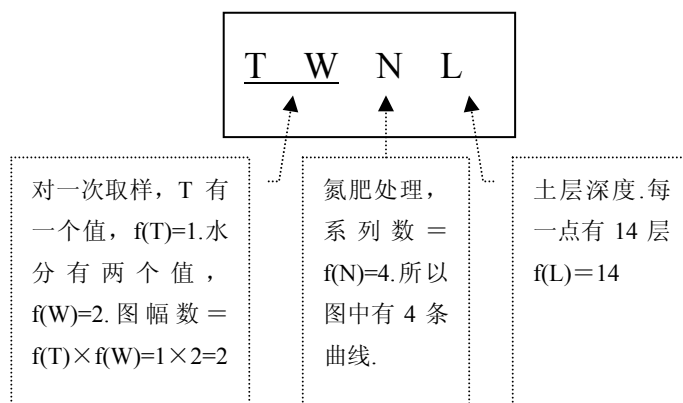 T W N L
对一次取样，T 有
一个值，f(T)=1.水
分有两个值，
f(W)=2.图幅数＝
f(T)×f(W)=1×2=2
氮肥处理，
系列数＝
f(N)=4.所以
图中有 4 条
曲线.
土层深度.每
一点有 14 层
f(L)＝14